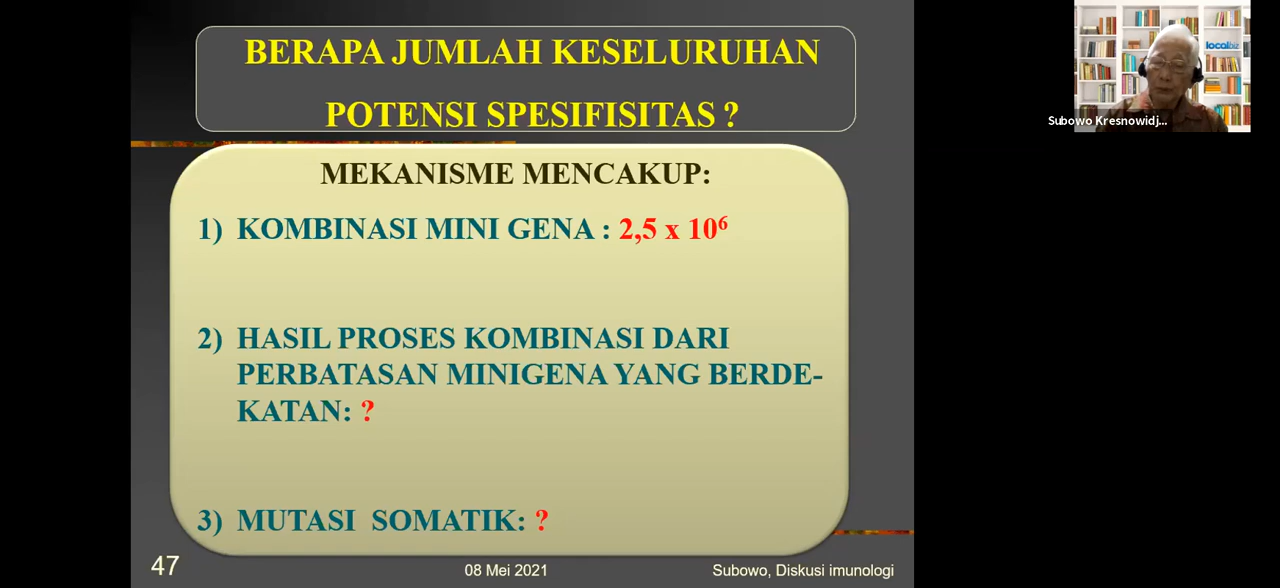 BERAPA JUMLAH KESELURUHAN
POTENSI SPESIFISITAS ?
MEKANISME MENCAKUP:
1) KOMBINASI MINI GENA : 2,5 x 10⁶
2) HASIL PROSES KOMBINASI DARI
PERBATASAN MINIGENA YANG BERDE-
KATAN: ?
3) MUTASI SOMATIK: ?
47
08 Mei 2021
Subowo, Diskusi imunologi
localbiz
Subowo Kresnowidj...